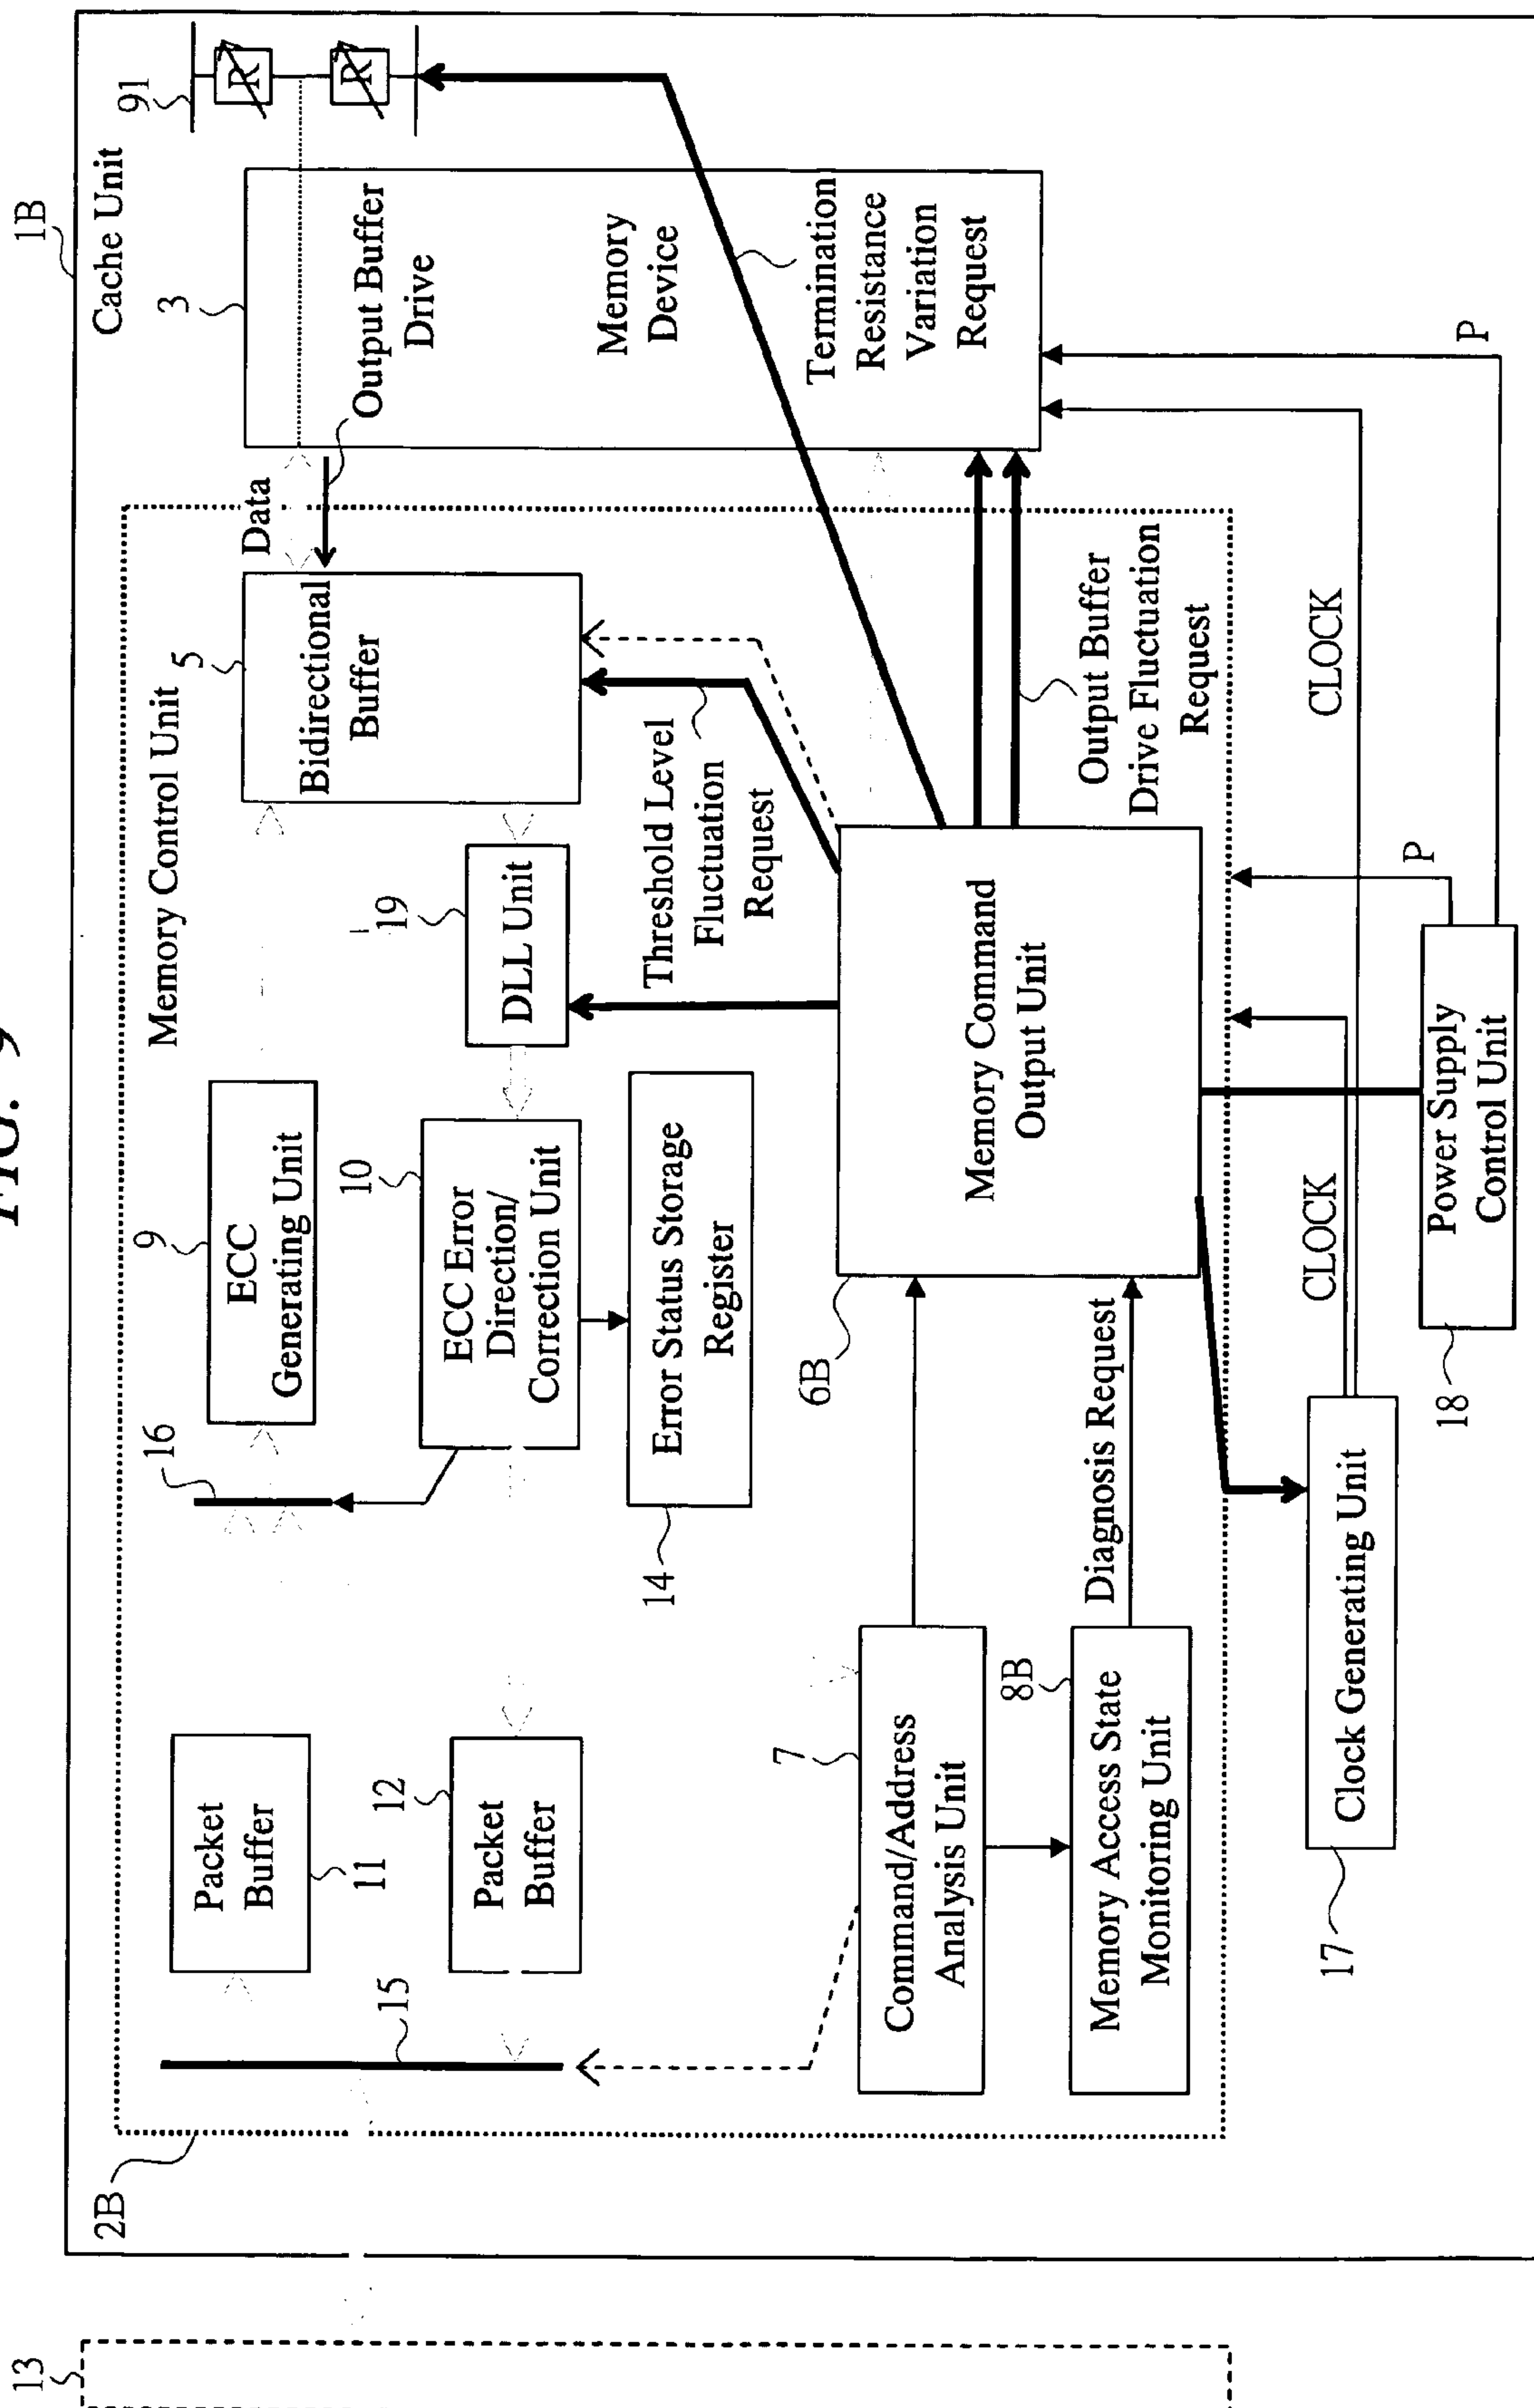 FIG. 9
1B
Cache Unit
91
R
R
3
Output Buffer
Drive
Memory
Device
Termination
Resistance
Variation
Request
P
Data
Memory Control Unit
5
Bidirectional
Buffer
19
DLL Unit
Threshold Level
Fluctuation
Request
Output Buffer
Drive Fluctuation
Request
CLOCK
P
9
ECC
Generating Unit
10
ECC Error
Direction/
Correction Unit
Error Status Storage
Register
14
16
Memory Command
Output Unit
6B
CLOCK
Power Supply
Control Unit
18
Packet
Buffer
11
12
Packet
Buffer
15
7
Command/Address
Analysis Unit
8B
Memory Access State
Monitoring Unit
Diagnosis Request
Clock Generating Unit
17
2B
13